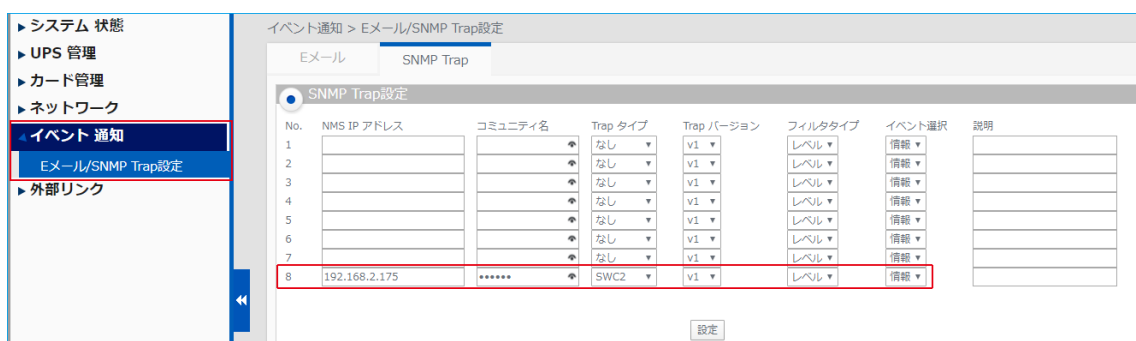 システム 状態
UPS 管理
カード管理
ネットワーク
イベント 通知
Eメール/SNMP Trap設定
外部リンク
イベント通知 > Eメール/SNMP Trap設定
Eメール SNMP Trap
SNMP Trap設定
No. NMS IP アドレス コミュニティ名 Trap タイプ Trap バージョン フィルタタイプ イベント選択 説明
1 なし v1 レベル 情報
2 なし v1 レベル 情報
3 なし v1 レベル 情報
4 なし v1 レベル 情報
5 なし v1 レベル 情報
6 なし v1 レベル 情報
7 なし v1 レベル 情報
8 192.168.2.175 •••••• SWC2 v1 レベル 情報
設定